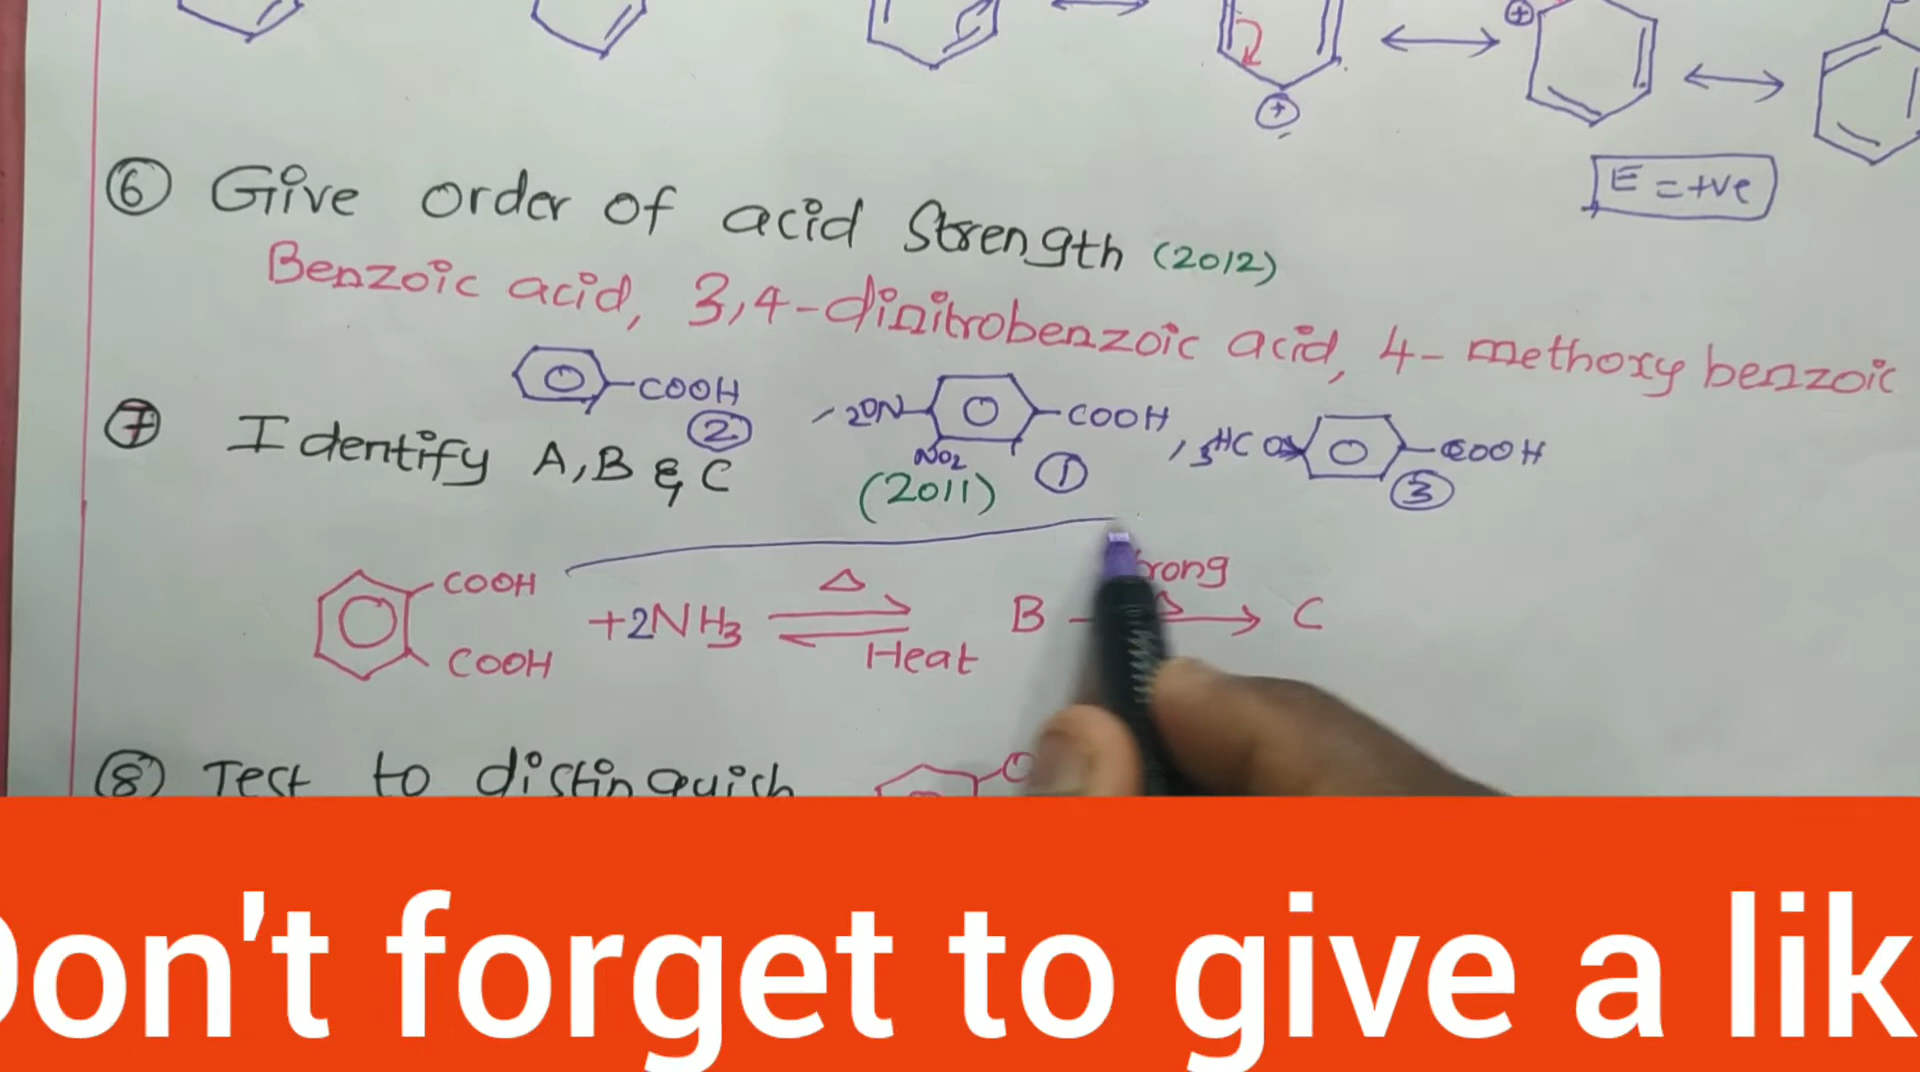 E = +ve
⑥ Give order of acid Strength (2012)
Benzoic acid, 3,4-dinitrobenzoic acid, 4-methoxy benzoic
COOH ②
2ON COOH NO2 ①
3HCO COOH ③
⑦ Identify A, B & C (2011)
COOH
COOH
+2NH3 Δ Heat B Δ C
⑧ Test to distinguish
Don't forget to give a lik